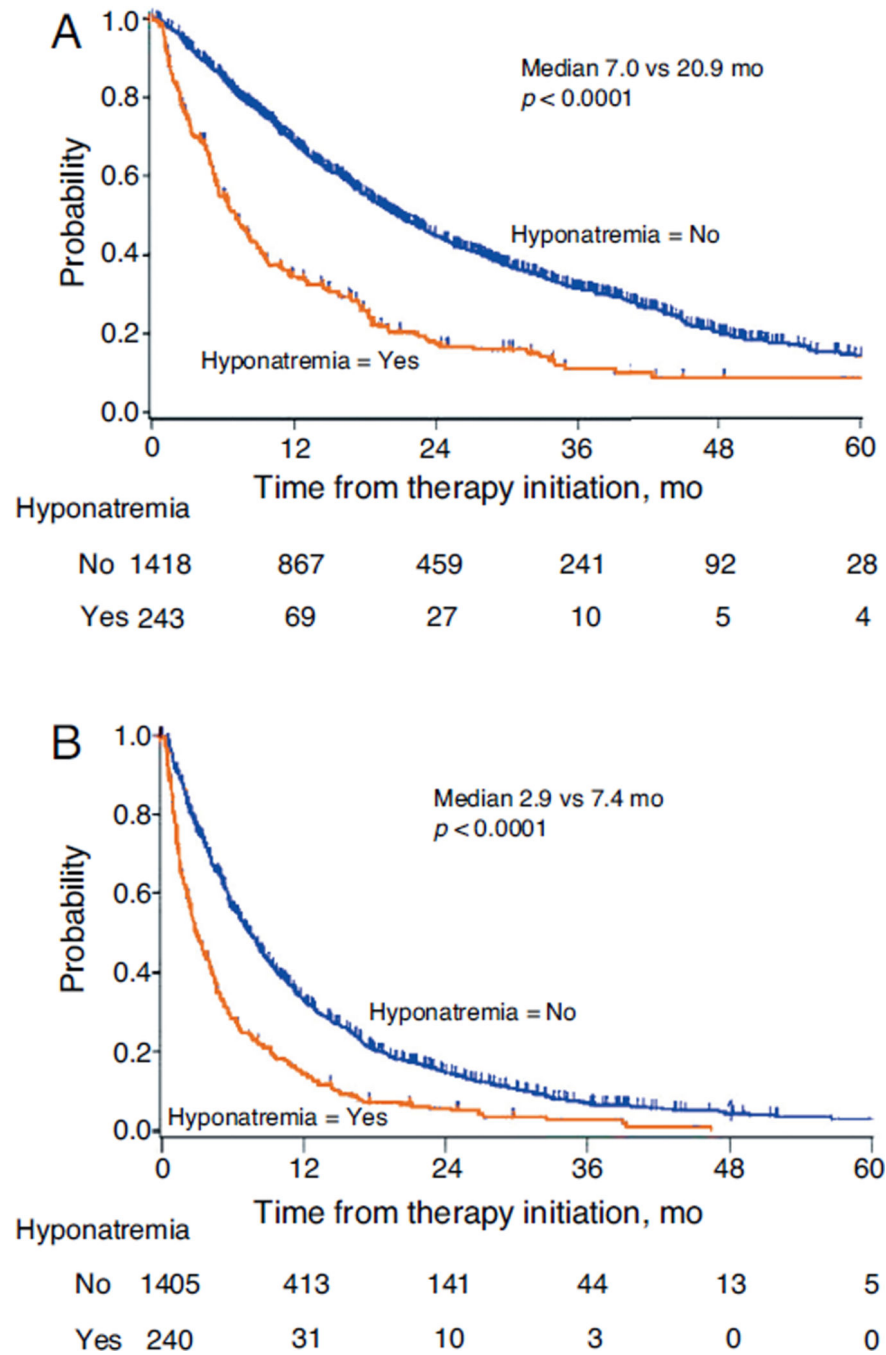 A
1.0
0.8
0.6
0.4
0.2
0.0
Probability
Median 7.0 vs 20.9 mo
p < 0.0001
Hyponatremia = No
Hyponatremia = Yes
0 12 24 36 48 60
Time from therapy initiation, mo
Hyponatremia
No 1418 867 459 241 92 28
Yes 243 69 27 10 5 4
B
1.0
0.8
0.6
0.4
0.2
0.0
Probability
Median 2.9 vs 7.4 mo
p < 0.0001
Hyponatremia = No
Hyponatremia = Yes
0 12 24 36 48 60
Time from therapy initiation, mo
Hyponatremia
No 1405 413 141 44 13 5
Yes 240 31 10 3 0 0